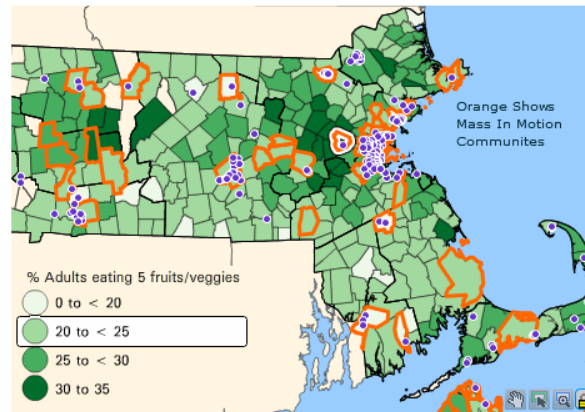 Orange Shows
Mass In Motion
Communites
% Adults eating 5 fruits/veggies
0 to < 20
20 to < 25
25 to < 30
30 to 35